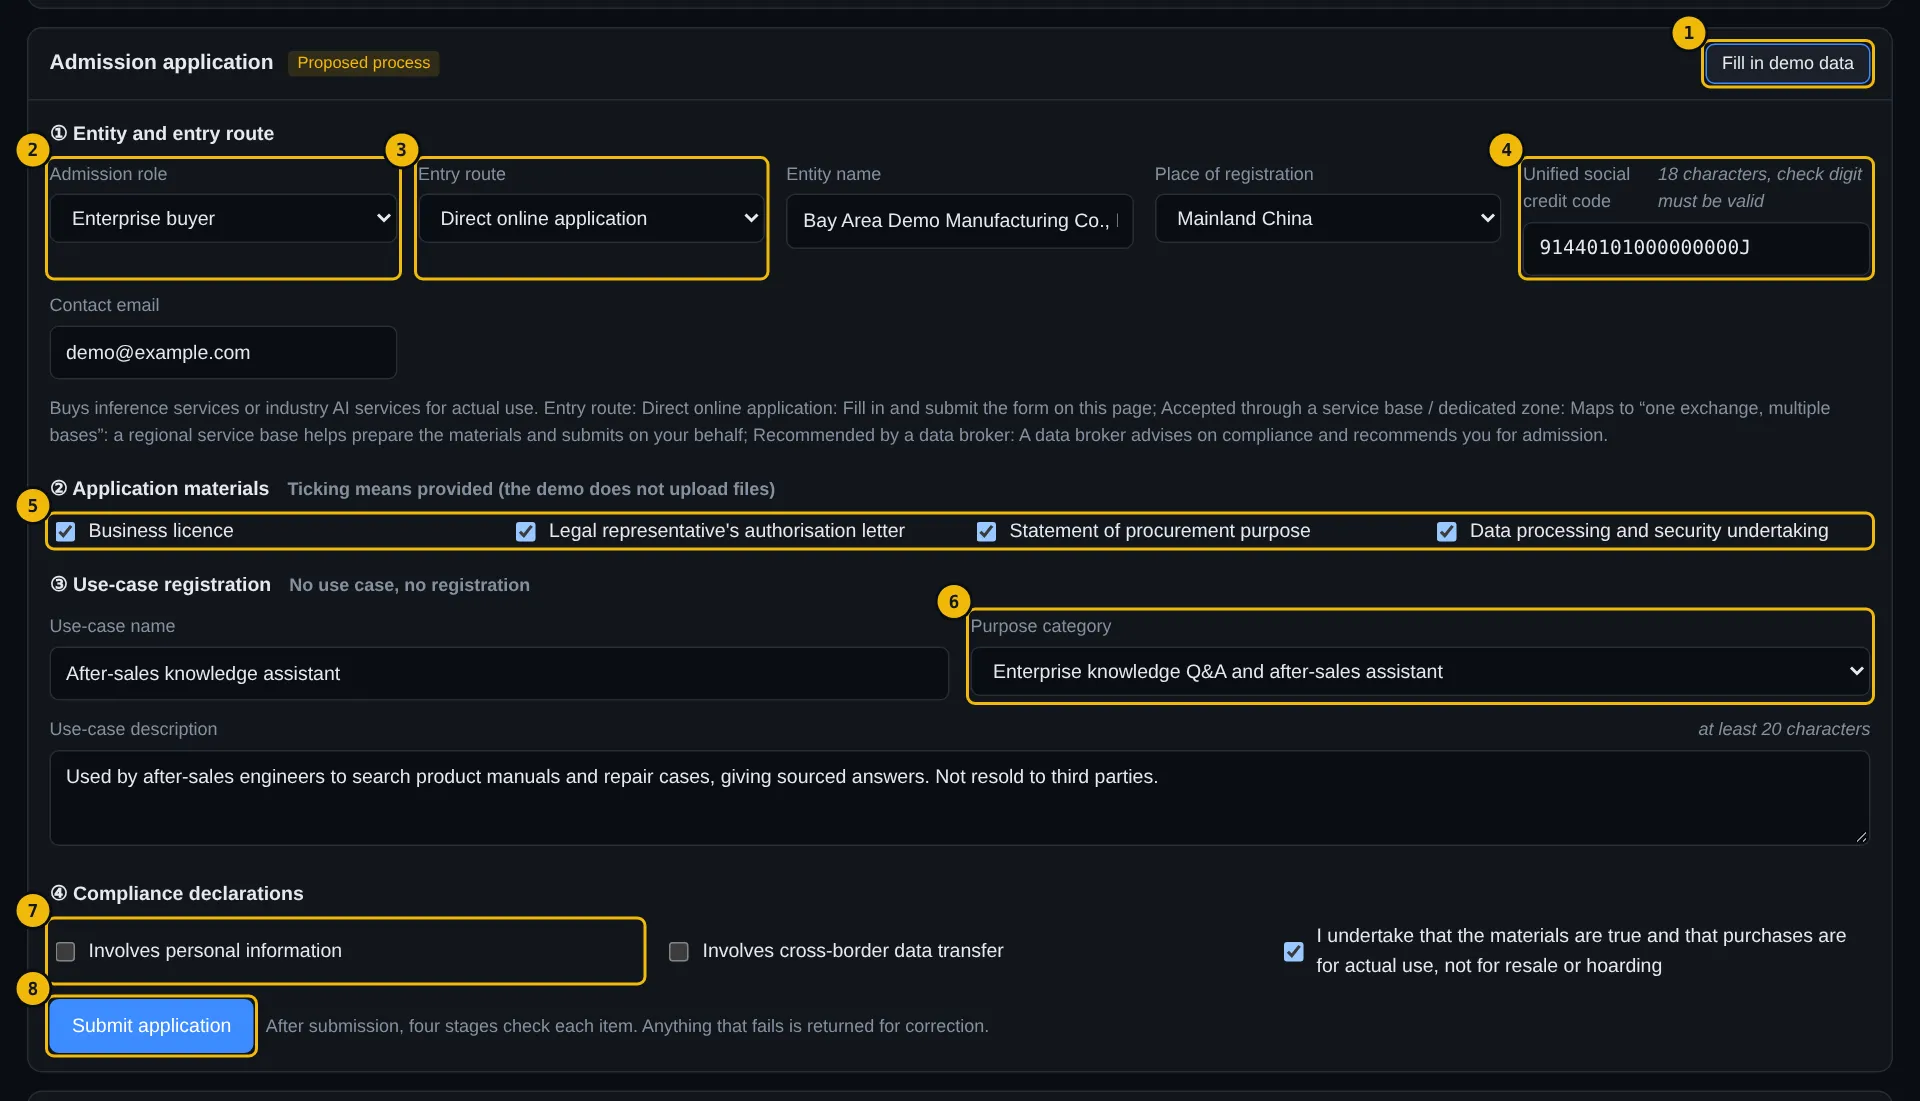 Admission application
Proposed process
1
Fill in demo data
① Entity and entry route
2
3
4
Admission role
Entry route
Entity name
Place of registration
Unified social credit code
18 characters, check digit must be valid
Enterprise buyer
Direct online application
Bay Area Demo Manufacturing Co.,
Mainland China
91440101000000000J
Contact email
demo@example.com
Buys inference services or industry AI services for actual use. Entry route: Direct online application: Fill in and submit the form on this page; Accepted through a service base / dedicated zone: Maps to “one exchange, multiple
bases”: a regional service base helps prepare the materials and submits on your behalf; Recommended by a data broker: A data broker advises on compliance and recommends you for admission.
② Application materials
Ticking means provided (the demo does not upload files)
5
Business licence
Legal representative's authorisation letter
Statement of procurement purpose
Data processing and security undertaking
③ Use-case registration
No use case, no registration
6
Use-case name
Purpose category
After-sales knowledge assistant
Enterprise knowledge Q&A and after-sales assistant
Use-case description
at least 20 characters
Used by after-sales engineers to search product manuals and repair cases, giving sourced answers. Not resold to third parties.
④ Compliance declarations
7
Involves personal information
Involves cross-border data transfer
I undertake that the materials are true and that purchases are
for actual use, not for resale or hoarding
8
Submit application
After submission, four stages check each item. Anything that fails is returned for correction.